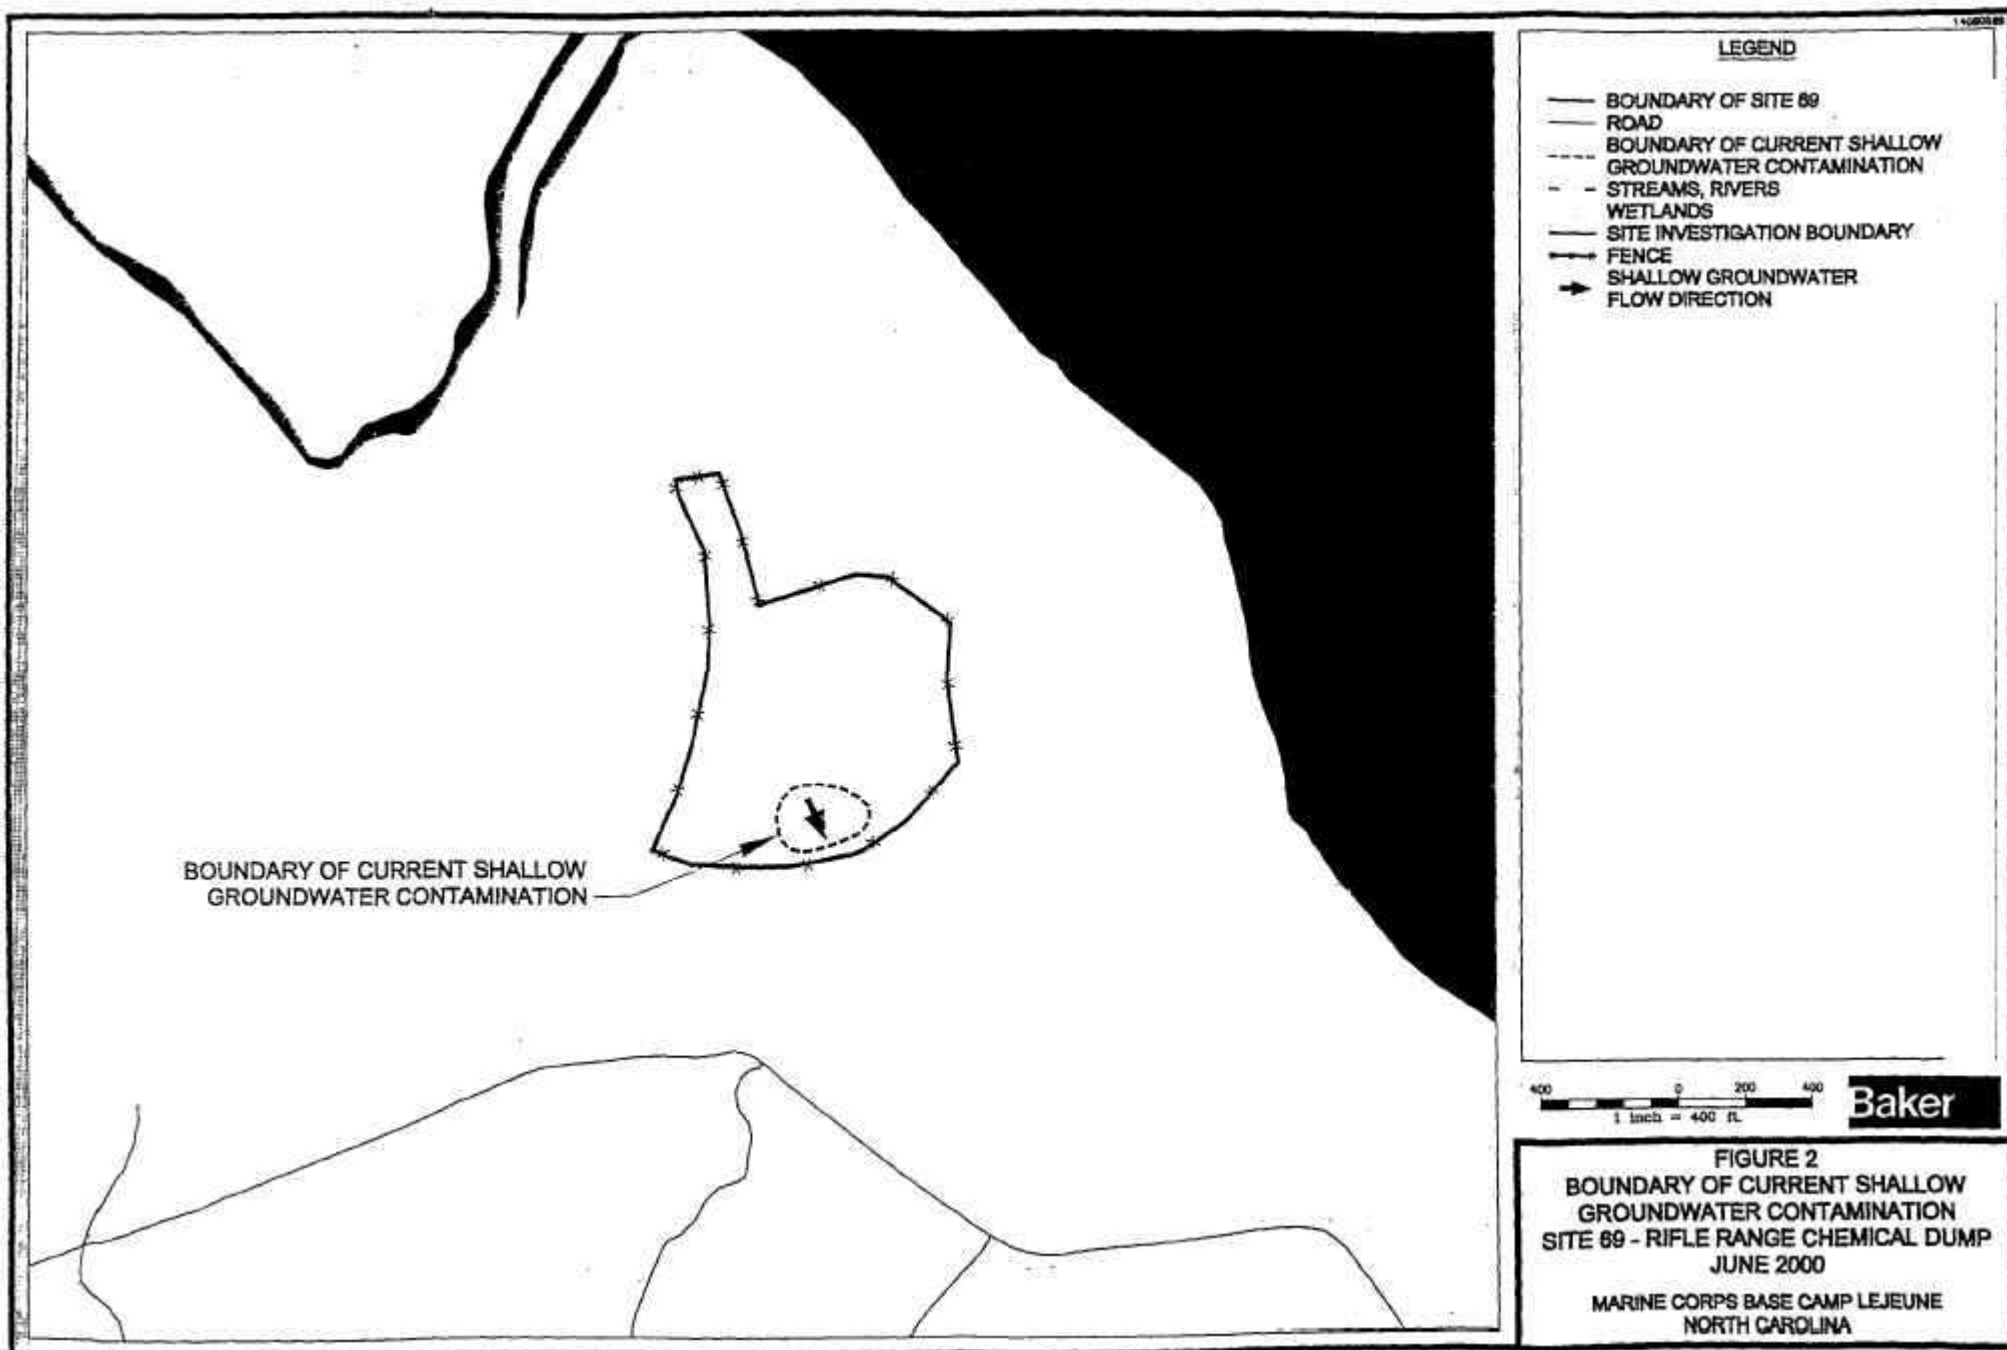 LEGEND
BOUNDARY OF SITE 69
ROAD
BOUNDARY OF CURRENT SHALLOW
GROUNDWATER CONTAMINATION
STREAMS, RIVERS
WETLANDS
SITE INVESTIGATION BOUNDARY
FENCE
SHALLOW GROUNDWATER
FLOW DIRECTION
BOUNDARY OF CURRENT SHALLOW
GROUNDWATER CONTAMINATION
400 0 200 400
1 inch = 400 ft.
Baker
FIGURE 2
BOUNDARY OF CURRENT SHALLOW
GROUNDWATER CONTAMINATION
SITE 69 - RIFLE RANGE CHEMICAL DUMP
JUNE 2000
MARINE CORPS BASE CAMP LEJEUNE
NORTH CAROLINA